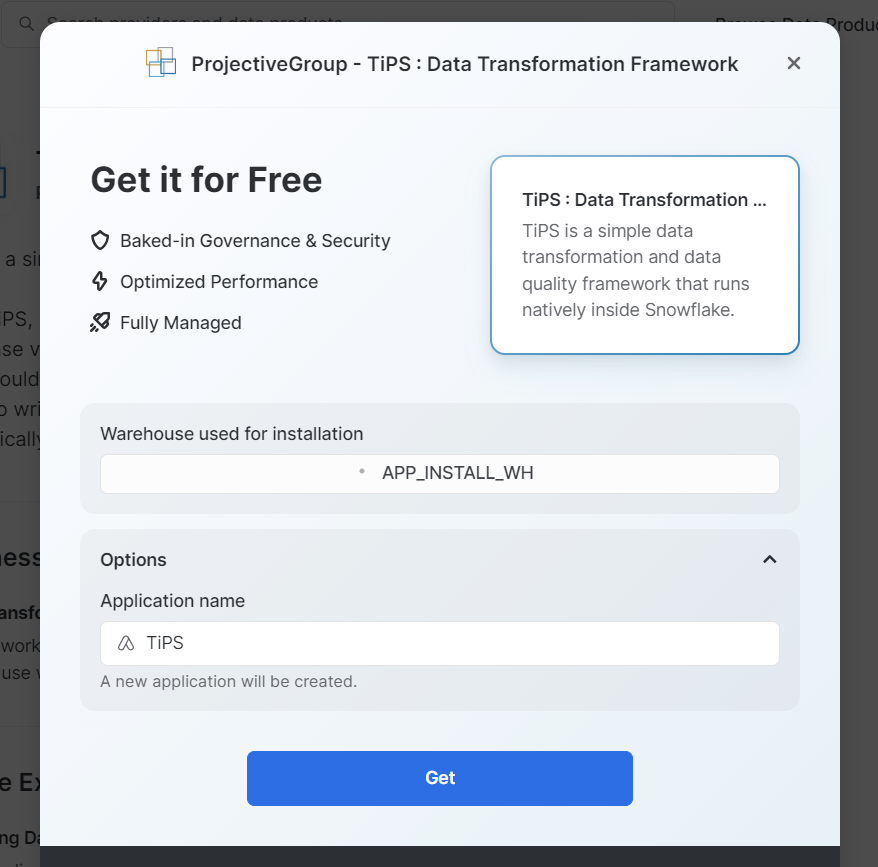 ProjectiveGroup - TiPS : Data Transformation Framework
Get it for Free
Baked-in Governance & Security
Optimized Performance
Fully Managed
TiPS : Data Transformation ...
TiPS is a simple data
transformation and data
quality framework that runs
natively inside Snowflake.
Warehouse used for installation
APP_INSTALL_WH
Options
Application name
TiPS
A new application will be created.
Get